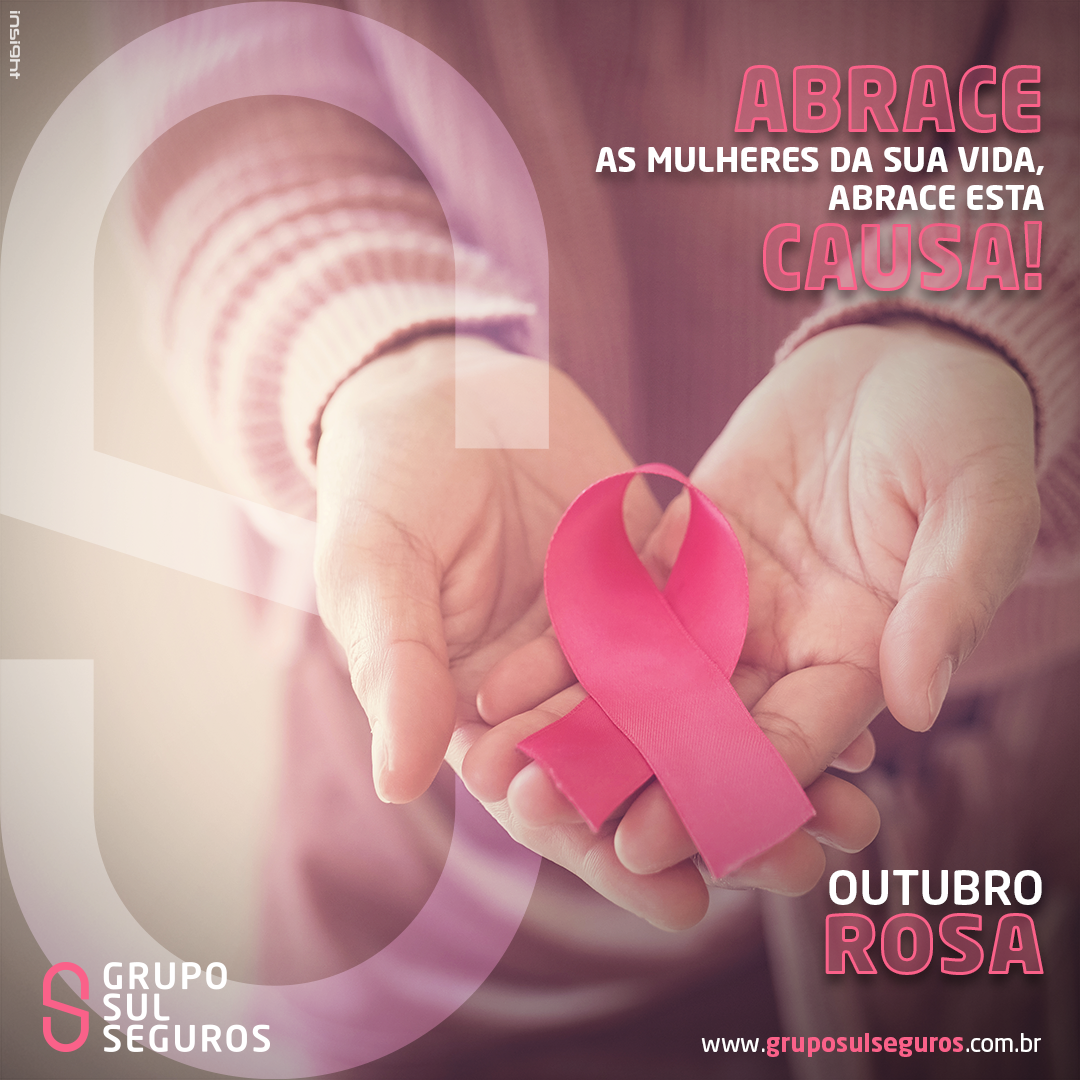 insight
ABRACE
AS MULHERES DA SUA VIDA,
ABRACE ESTA
CAUSA!
OUTUBRO
ROSA
GRUPO
SUL
SEGUROS
www.gruposulseguros.com.br